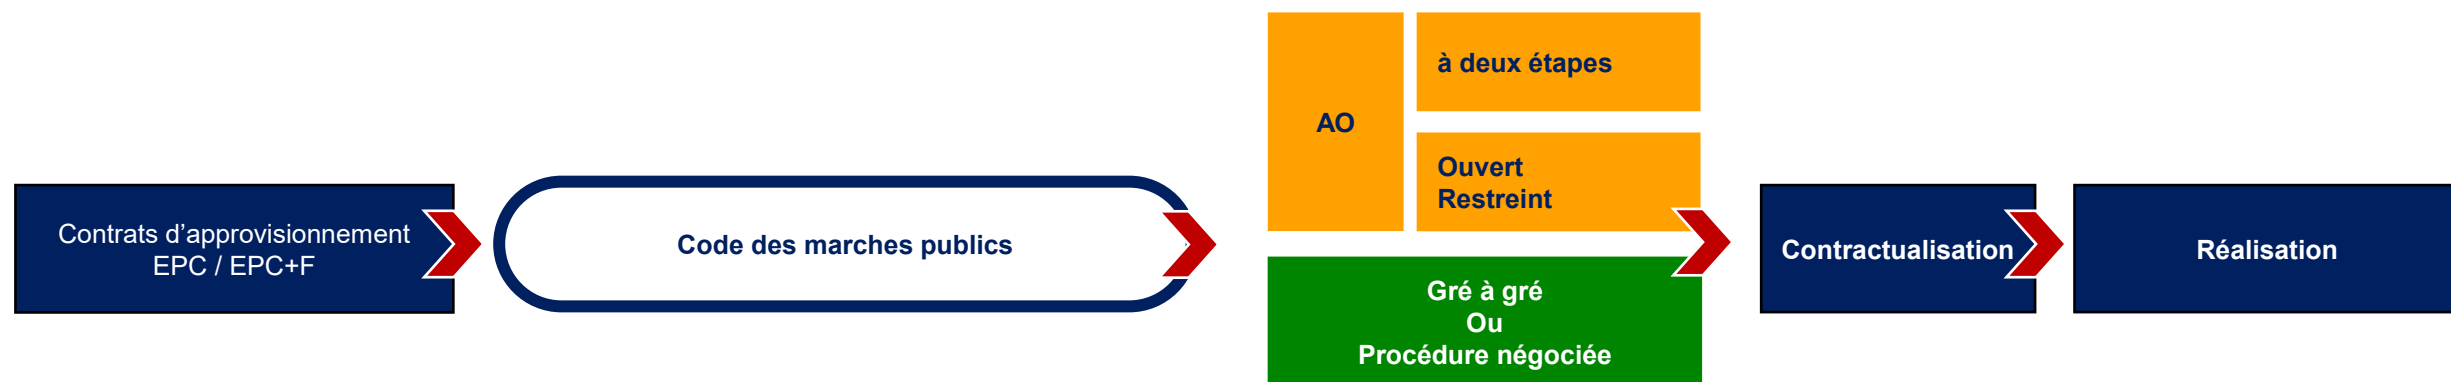 Contrats d’approvisionnement
EPC / EPC+F
Code des marches publics
AO
à deux étapes
Ouvert
Restreint
Gré à gré
Ou
Procédure négociée
Contractualisation
Réalisation